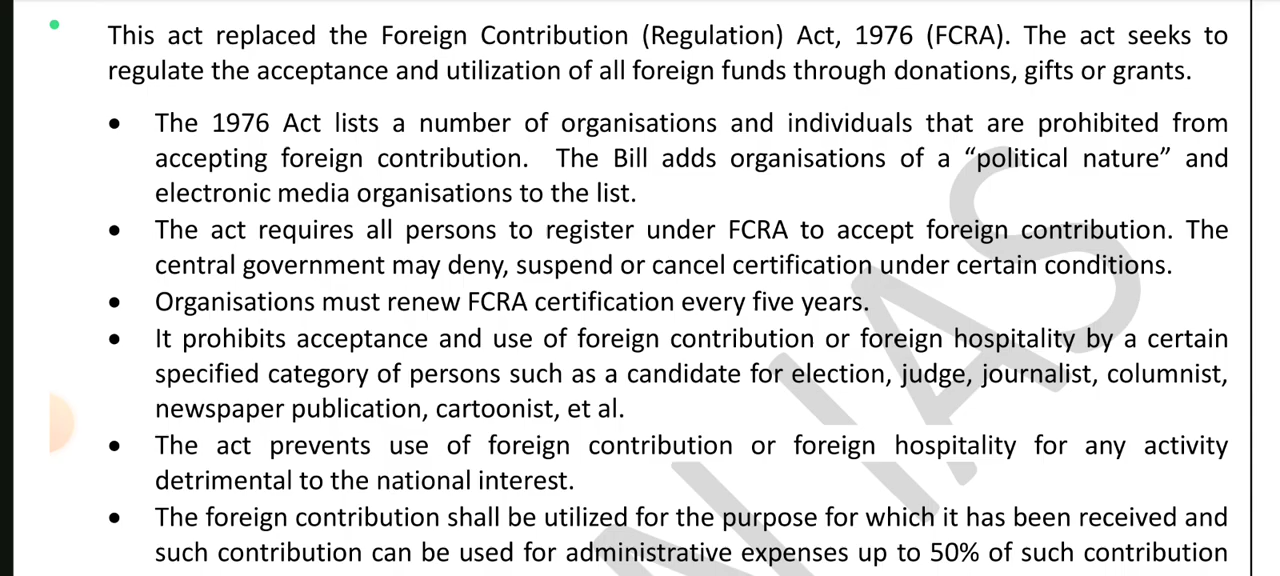 This act replaced the Foreign Contribution (Regulation) Act, 1976 (FCRA). The act seeks to
regulate the acceptance and utilization of all foreign funds through donations, gifts or grants.
• The 1976 Act lists a number of organisations and individuals that are prohibited from
accepting foreign contribution. The Bill adds organisations of a “political nature” and
electronic media organisations to the list.
• The act requires all persons to register under FCRA to accept foreign contribution. The
central government may deny, suspend or cancel certification under certain conditions.
• Organisations must renew FCRA certification every five years.
• It prohibits acceptance and use of foreign contribution or foreign hospitality by a certain
specified category of persons such as a candidate for election, judge, journalist, columnist,
newspaper publication, cartoonist, et al.
• The act prevents use of foreign contribution or foreign hospitality for any activity
detrimental to the national interest.
• The foreign contribution shall be utilized for the purpose for which it has been received and
such contribution can be used for administrative expenses up to 50% of such contribution
N IAS